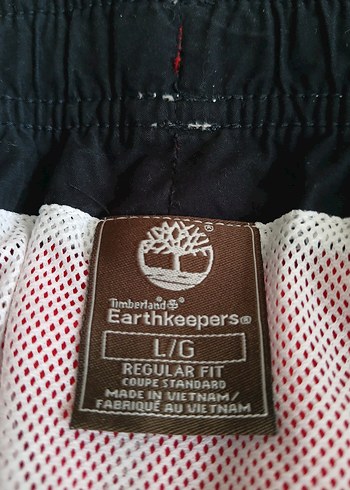 ®
Timberland®
Earthkeepers®
L/G
REGULAR FIT
COUPE STANDARD
MADE IN VIETNAM/
FABRIQUÉ AU VIETNAM